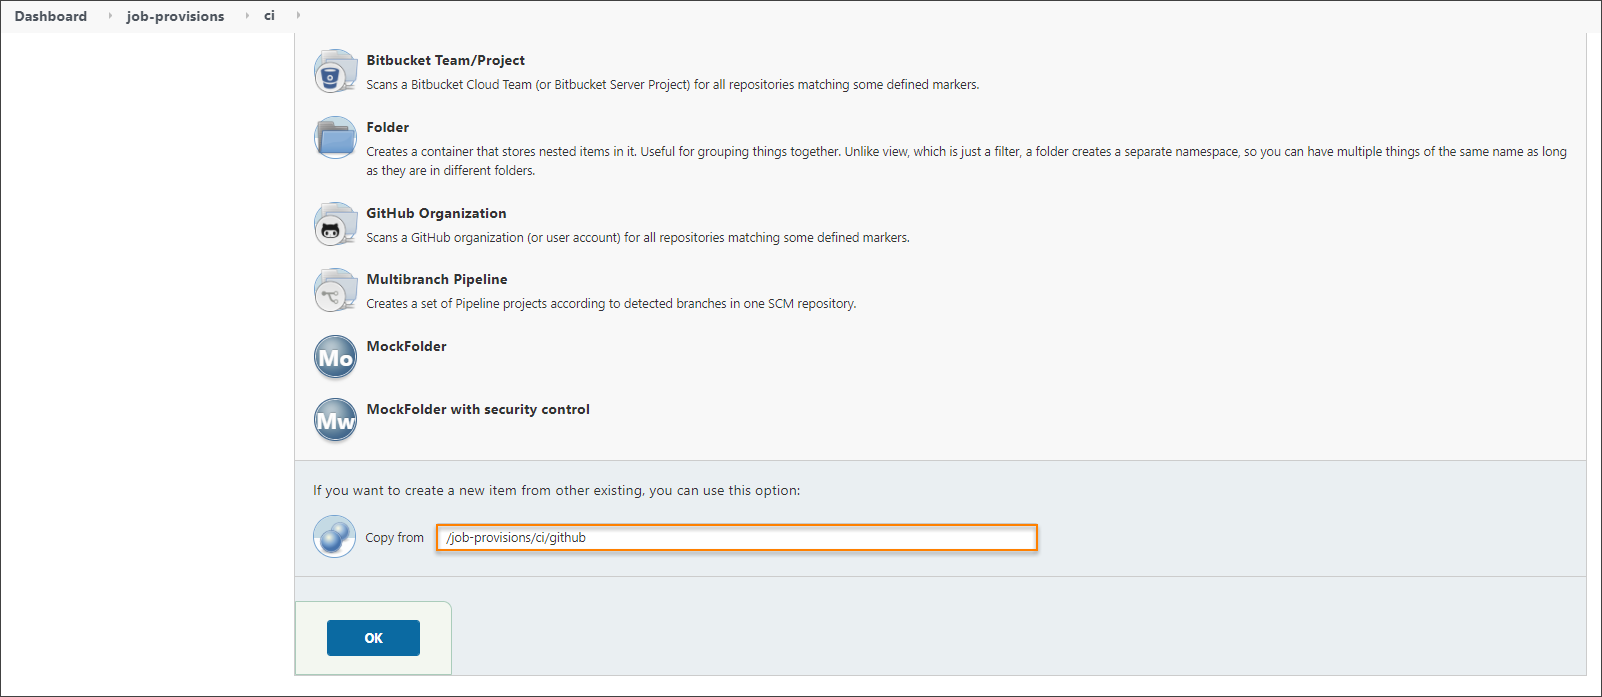 Dashboard job-provisions ci
Bitbucket Team/Project
Scans a Bitbucket Cloud Team (or Bitbucket Server Project) for all repositories matching some defined markers.
Folder
Creates a container that stores nested items in it. Useful for grouping things together. Unlike view, which is just a filter, a folder creates a separate namespace, so you can have multiple things of the same name as long
as they are in different folders.
GitHub Organization
Scans a GitHub organization (or user account) for all repositories matching some defined markers.
Multibranch Pipeline
Creates a set of Pipeline projects according to detected branches in one SCM repository.
Mo MockFolder
Mw MockFolder with security control
If you want to create a new item from other existing, you can use this option:
Copy from /job-provisions/ci/github
OK